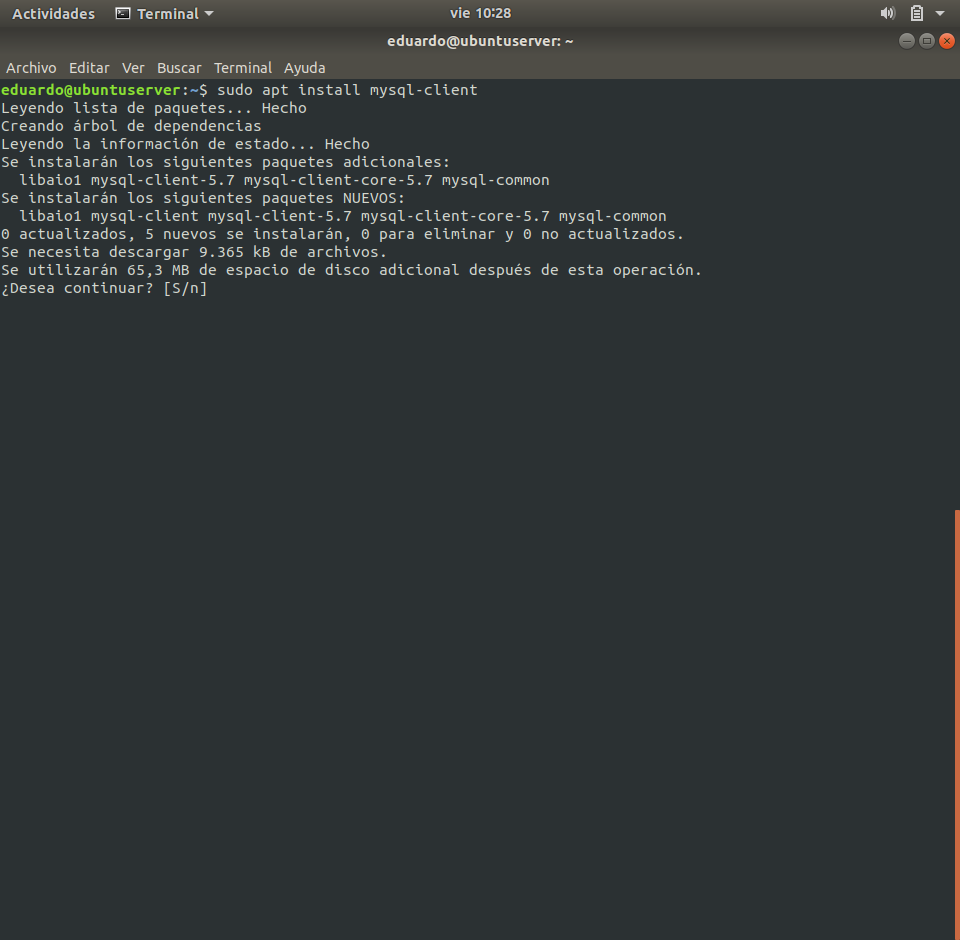 Actividades Terminal vie 10:28
eduardo@ubuntuserver: ~
Archivo Editar Ver Buscar Terminal Ayuda
eduardo@ubuntuserver:~$ sudo apt install mysql-client
Leyendo lista de paquetes... Hecho
Creando árbol de dependencias
Leyendo la información de estado... Hecho
Se instalarán los siguientes paquetes adicionales:
  libaio1 mysql-client-5.7 mysql-client-core-5.7 mysql-common
Se instalarán los siguientes paquetes NUEVOS:
  libaio1 mysql-client mysql-client-5.7 mysql-client-core-5.7 mysql-common
0 actualizados, 5 nuevos se instalarán, 0 para eliminar y 0 no actualizados.
Se necesita descargar 9.365 kB de archivos.
Se utilizarán 65,3 MB de espacio de disco adicional después de esta operación.
¿Desea continuar? [S/n]